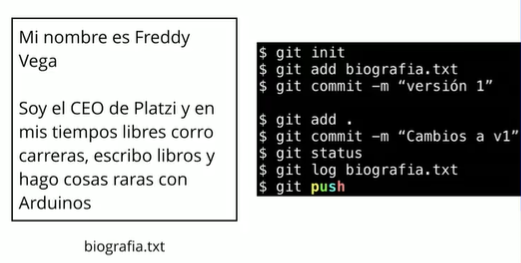 Mi nombre es Freddy
Vega
Soy el CEO de Platzi y en
mis tiempos libres corro
carreras, escribo libros y
hago cosas raras con
Arduinos
biografia.txt
$ git init
$ git add biografia.txt
$ git commit -m “versión 1”
$ git add .
$ git commit -m “Cambios a v1”
$ git status
$ git log biografia.txt
$ git push